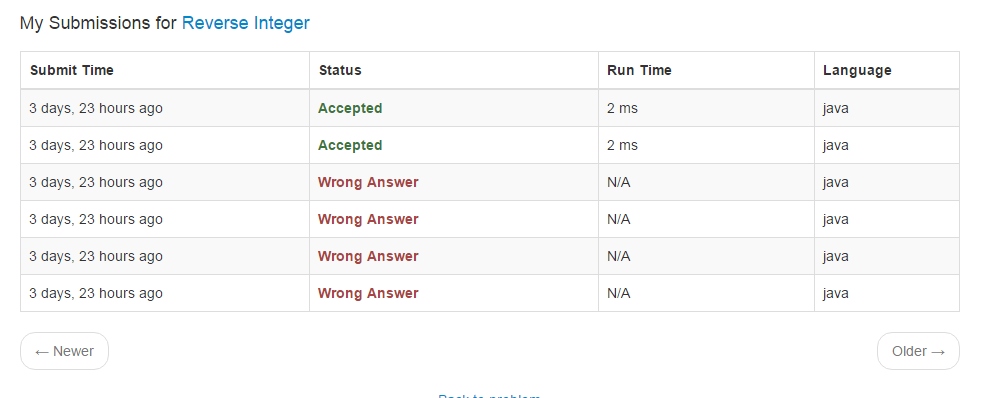 My Submissions for Reverse Integer
Submit Time Status Run Time Language
3 days, 23 hours ago Accepted 2 ms java
3 days, 23 hours ago Accepted 2 ms java
3 days, 23 hours ago Wrong Answer N/A java
3 days, 23 hours ago Wrong Answer N/A java
3 days, 23 hours ago Wrong Answer N/A java
3 days, 23 hours ago Wrong Answer N/A java
← Newer Older →
Back to problem